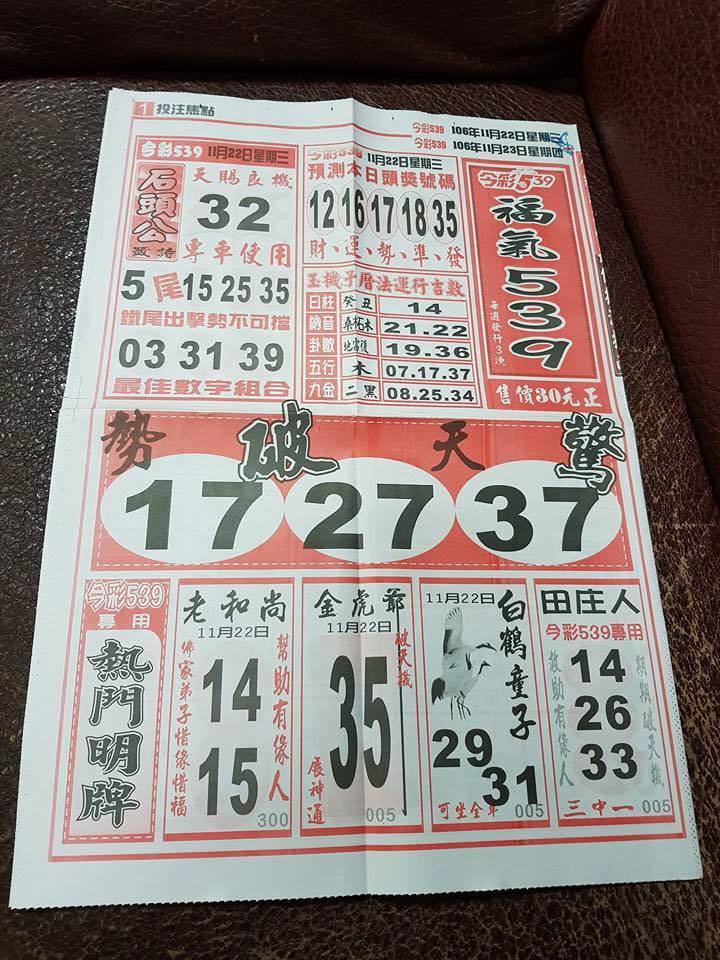 1 投注焦點
今彩539 106年11月22日星期三
今彩539 106年11月23日星期四
今彩539 11月22日星期三
石頭公
籤詩
天賜良機
32
專車使用
5尾 15 25 35
鐵尾出擊勢不可擋
03 31 39
最佳數字組合
今彩539 11月22日星期三
預測本日頭獎號碼
12 16 17 18 35
財、運、勢、準、發
玉機子曆法運行吉數
日柱 癸丑 14
納音 桑柘木 21.22
卦數 地雷復 19.36
五行 木 07.17.37
九金 二黑 08.25.34
今彩539
福氣539
每週發行3次
售價30元正
勢破天驚
17 27 37
今彩539
專用
熱門明牌
老和尚
11月22日
佛家弟子惜緣惜福
14
15
幫助有緣人
300
金虎爺
11月22日
破天機
35
展神通
005
11月22日
白鶴童子
29
31
可坐全車 005
田庄人
今彩539專用
救助有緣人
14
26
33
期期破天機
三中一 005